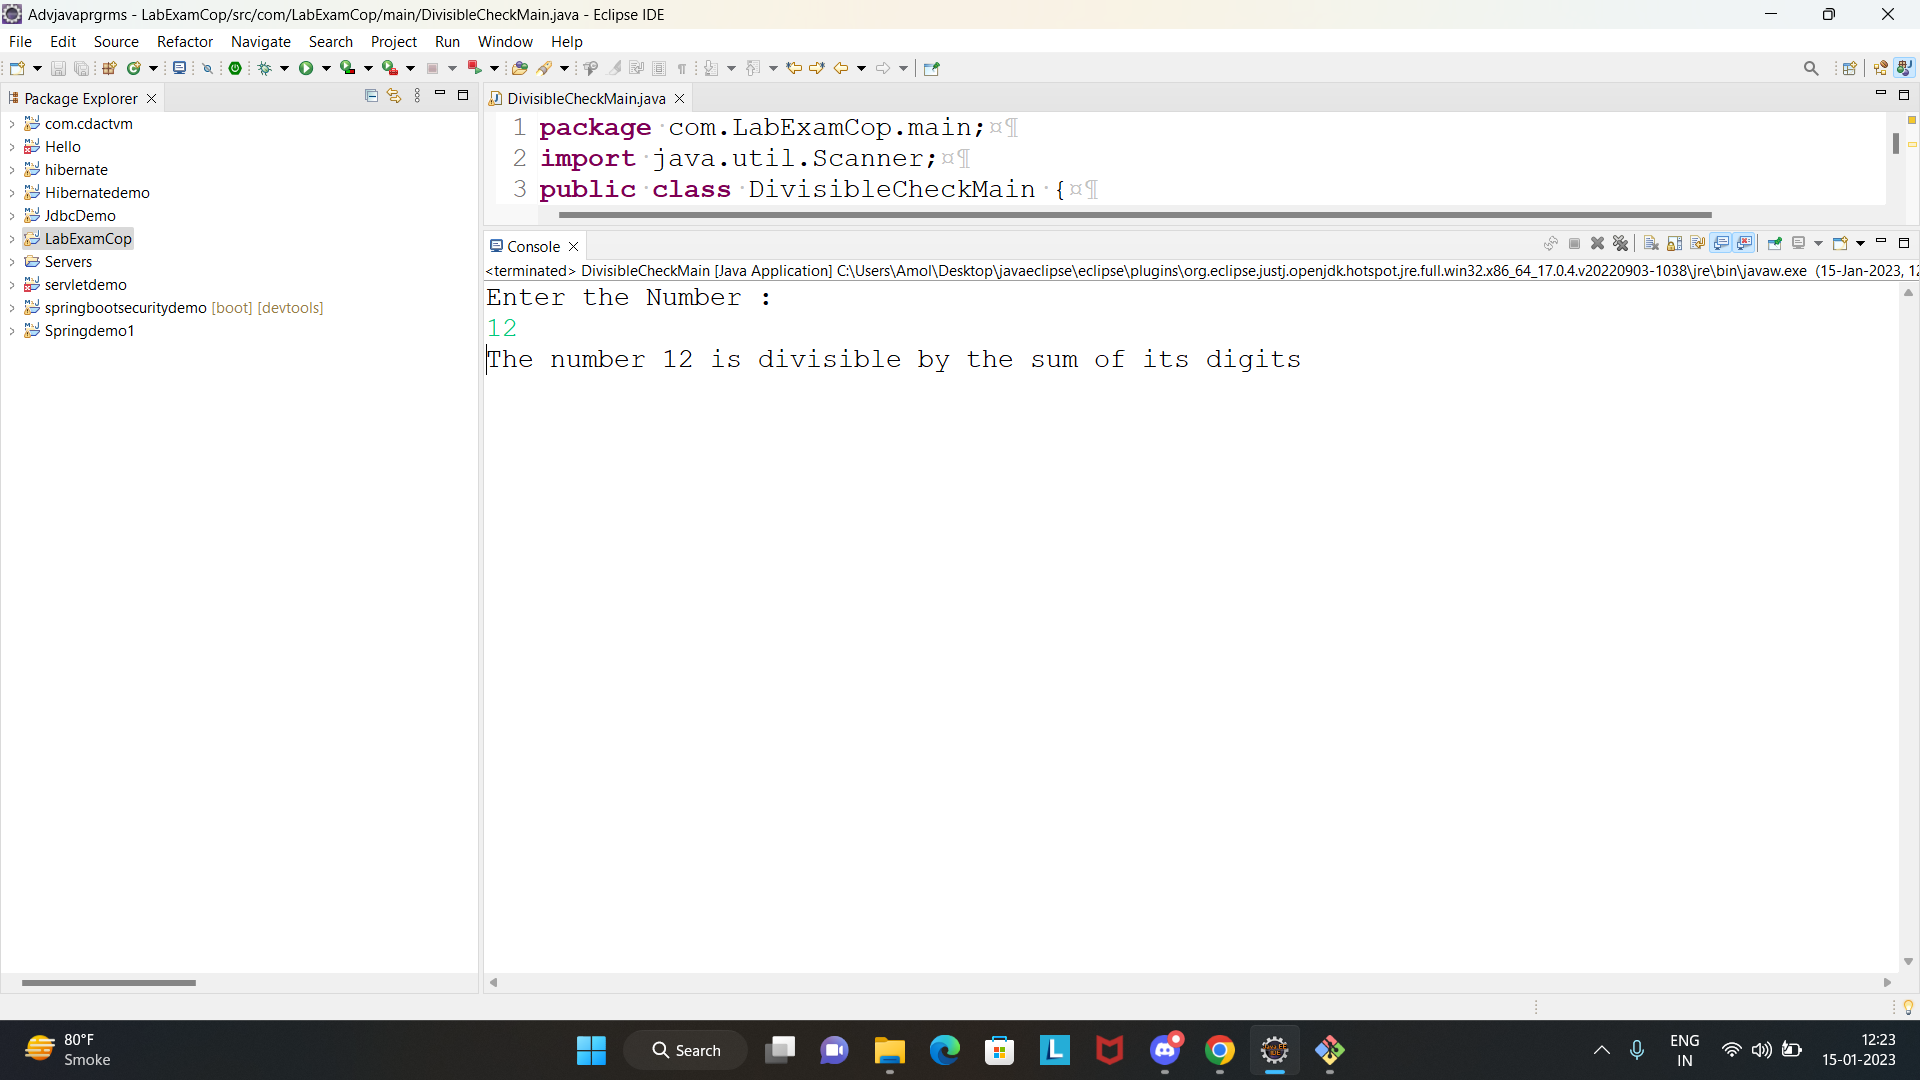 Advjavaprgrms - LabExamCop/src/com/LabExamCop/main/DivisibleCheckMain.java - Eclipse IDE
File Edit Source Refactor Navigate Search Project Run Window Help
Package Explorer
com.cdactvm
Hello
hibernate
Hibernatedemo
JdbcDemo
LabExamCop
Servers
servletdemo
springbootsecuritydemo [boot] [devtools]
Springdemo1
DivisibleCheckMain.java
1 package·com.LabExamCop.main;¤¶
2 import·java.util.Scanner;¤¶
3 public·class·DivisibleCheckMain·{¤¶
Console
<terminated> DivisibleCheckMain [Java Application] C:\Users\Amol\Desktop\javaeclipse\eclipse\plugins\org.eclipse.justj.openjdk.hotspot.jre.full.win32.x86_64_17.0.4.v20220903-1038\jre\bin\javaw.exe (15-Jan-2023, 12
Enter the Number :
12
The number 12 is divisible by the sum of its digits
80°F
Smoke
Search
ENG
IN
12:23
15-01-2023